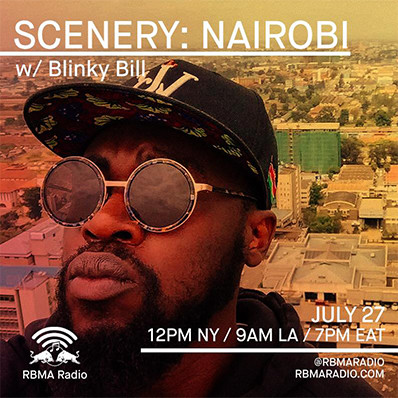 SCENERY: NAIROBI
w/ Blinky Bill
JULY 27
12PM NY / 9AM LA / 7PM EAT
RBMA Radio
@RBMARADIO
RBMARADIO.COM